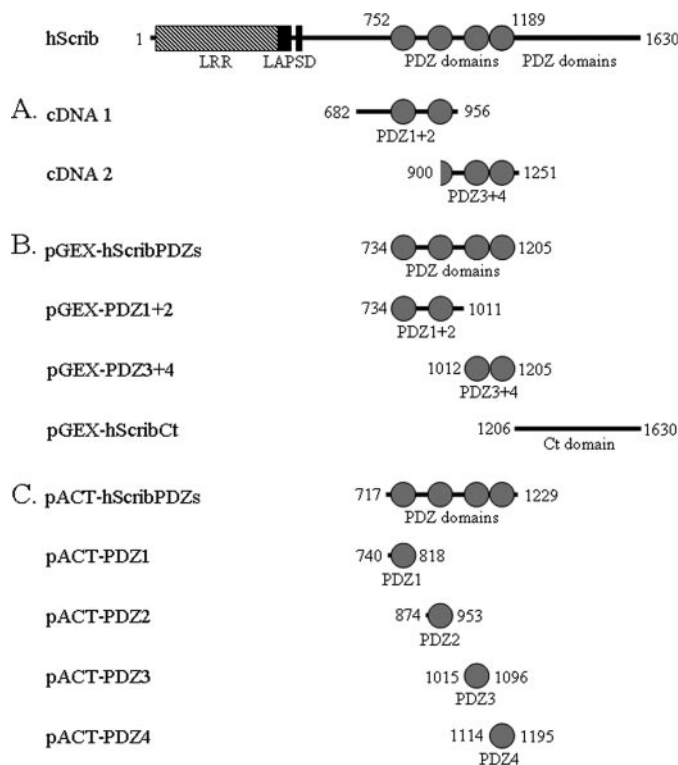 752 1189
hScrib 1 1630
LRR LAPSD PDZ domains PDZ domains
A. cDNA 1 682 956
PDZ1+2
cDNA 2 900 1251
PDZ3+4
B. pGEX-hScribPDZs 734 1205
PDZ domains
pGEX-PDZ1+2 734 1011
PDZ1+2
pGEX-PDZ3+4 1012 1205
PDZ3+4
pGEX-hScribCt 1206 1630
Ct domain
C. pACT-hScribPDZs 717 1229
PDZ domains
pACT-PDZ1 740 818
PDZ1
pACT-PDZ2 874 953
PDZ2
pACT-PDZ3 1015 1096
PDZ3
pACT-PDZ4 1114 1195
PDZ4